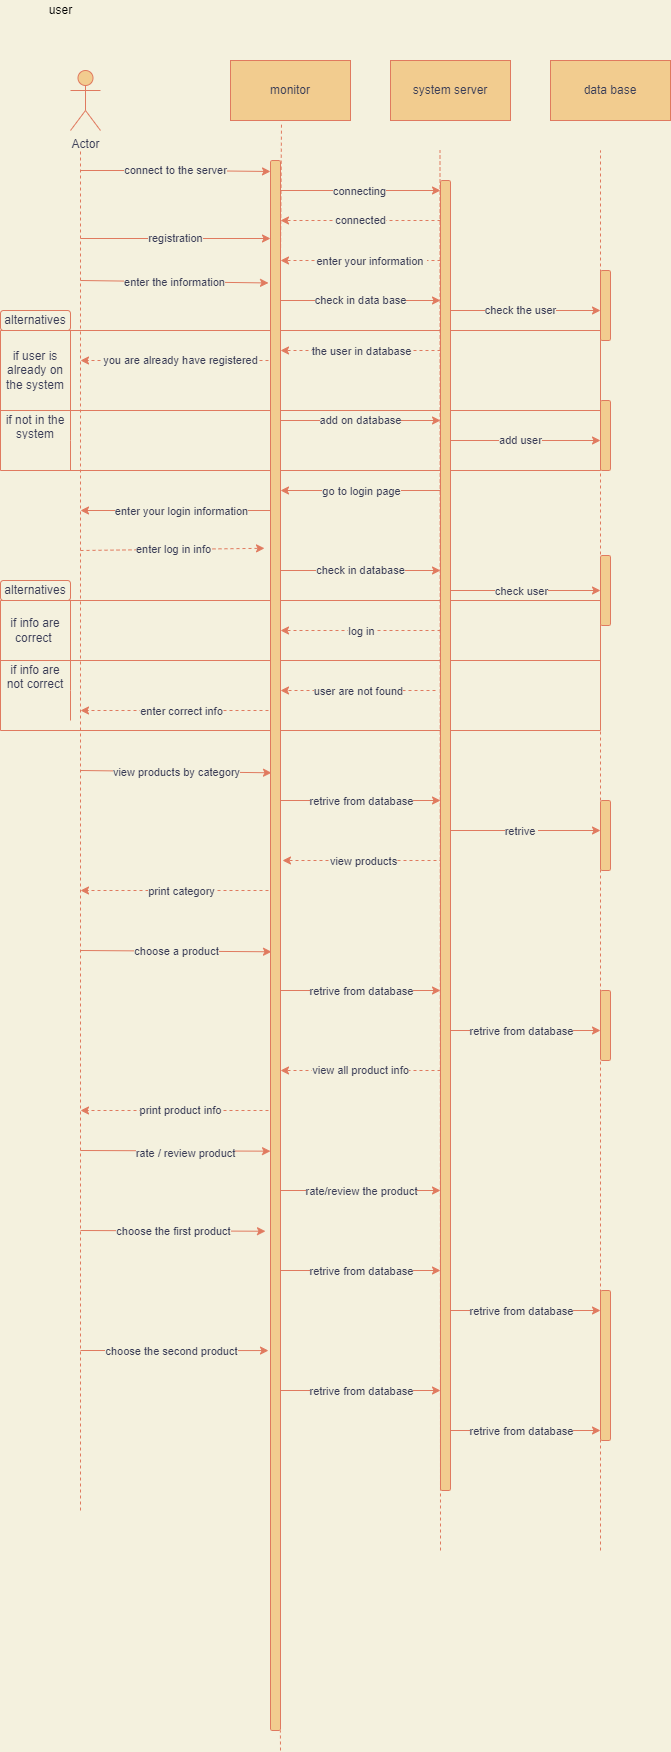 user
monitor
system server
data base
Actor
connect to the server
connecting
connected
registration
enter your information
enter the information
check in data base
check the user
alternatives
if user is
already on
the system
the user in database
you are already have registered
if not in the
system
add on database
add user
go to login page
enter your login information
enter log in info
check in database
check user
alternatives
if info are
correct
log in
if info are
not correct
user are not found
enter correct info
view products by category
retrive from database
retrive
view products
print category
choose a product
retrive from database
retrive from database
view all product info
print product info
rate / review product
rate/review the product
choose the first product
retrive from database
retrive from database
choose the second product
retrive from database
retrive from database